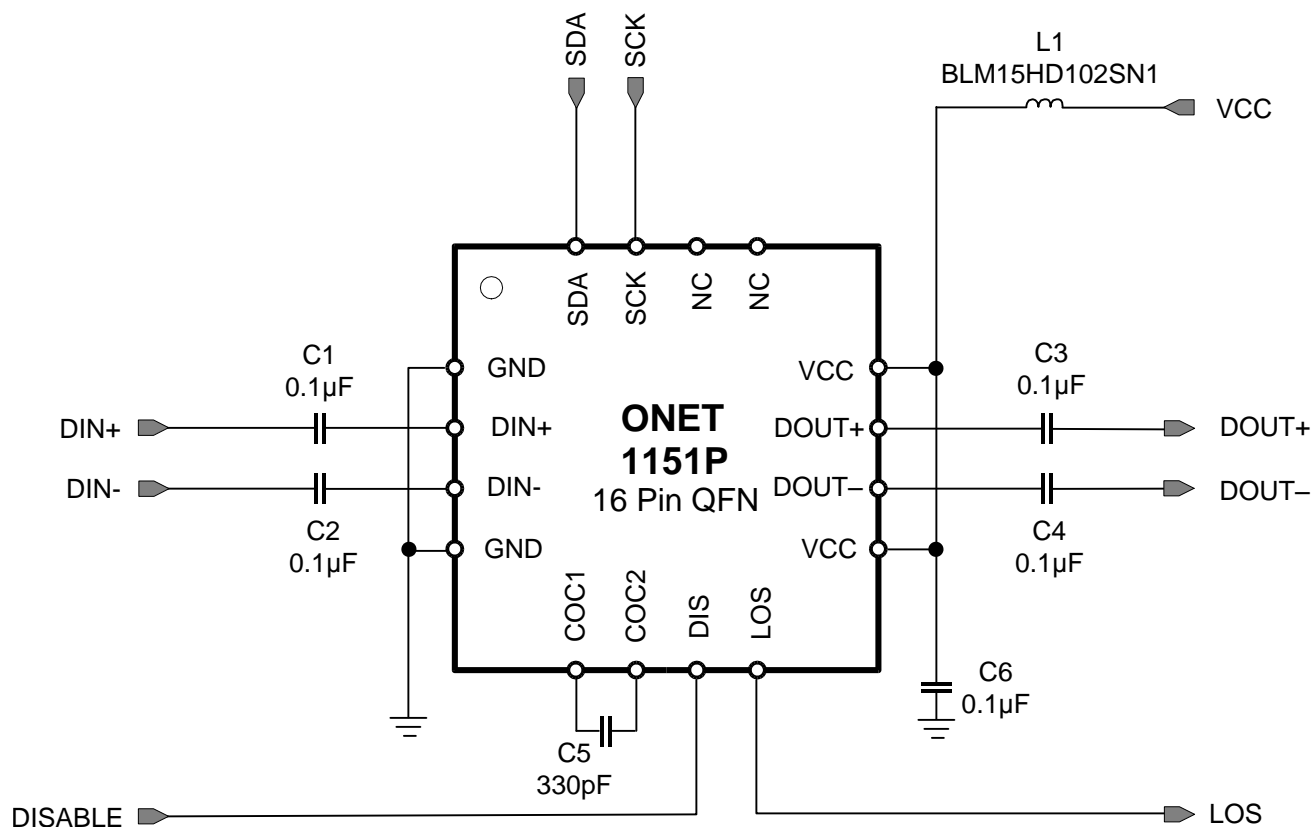 SDA
SCK
L1
BLM15HD102SN1
VCC
SDA
SCK
NC
NC
C1
0.1µF
GND
VCC
C3
0.1µF
DIN+
DIN+
ONET
1151P
16 Pin QFN
DOUT+
DOUT+
DIN-
DIN-
DOUT–
DOUT–
C2
0.1µF
GND
VCC
C4
0.1µF
COC1
COC2
DIS
LOS
C6
0.1µF
C5
330pF
DISABLE
LOS